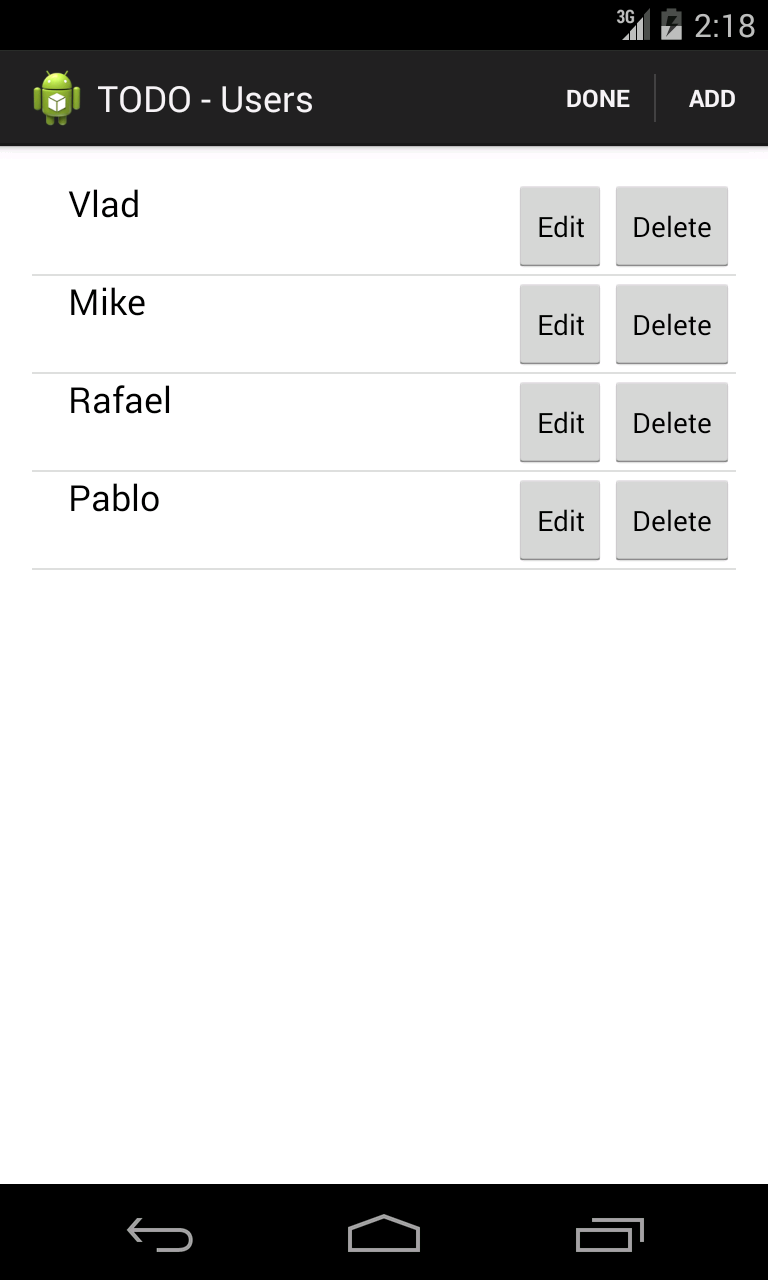 3G 2:18
TODO - Users DONE ADD
Vlad Edit Delete
Mike Edit Delete
Rafael Edit Delete
Pablo Edit Delete